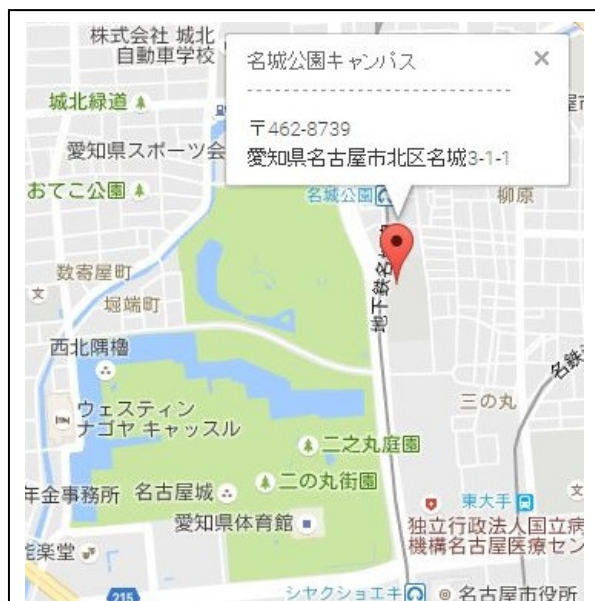 株式会社 城北
自動車学校
名城公園キャンパス
×
城北緑道
〒462-8739
愛知県名古屋市北区名城3-1-1
愛知県スポーツ会
おてこ公園
名城公園
柳原
数寄屋町
文
堀端町
地下鉄名城
西北隅櫓
名鉄
ウェスティン
ナゴヤ キャッスル
三の丸
二之丸庭園
二の丸街園
年金事務所
名古屋城
東大手
文
愛知県体育館
独立行政法人国立病
機構名古屋医療セン
能楽堂
215
シヤクショエキ
名古屋市役所